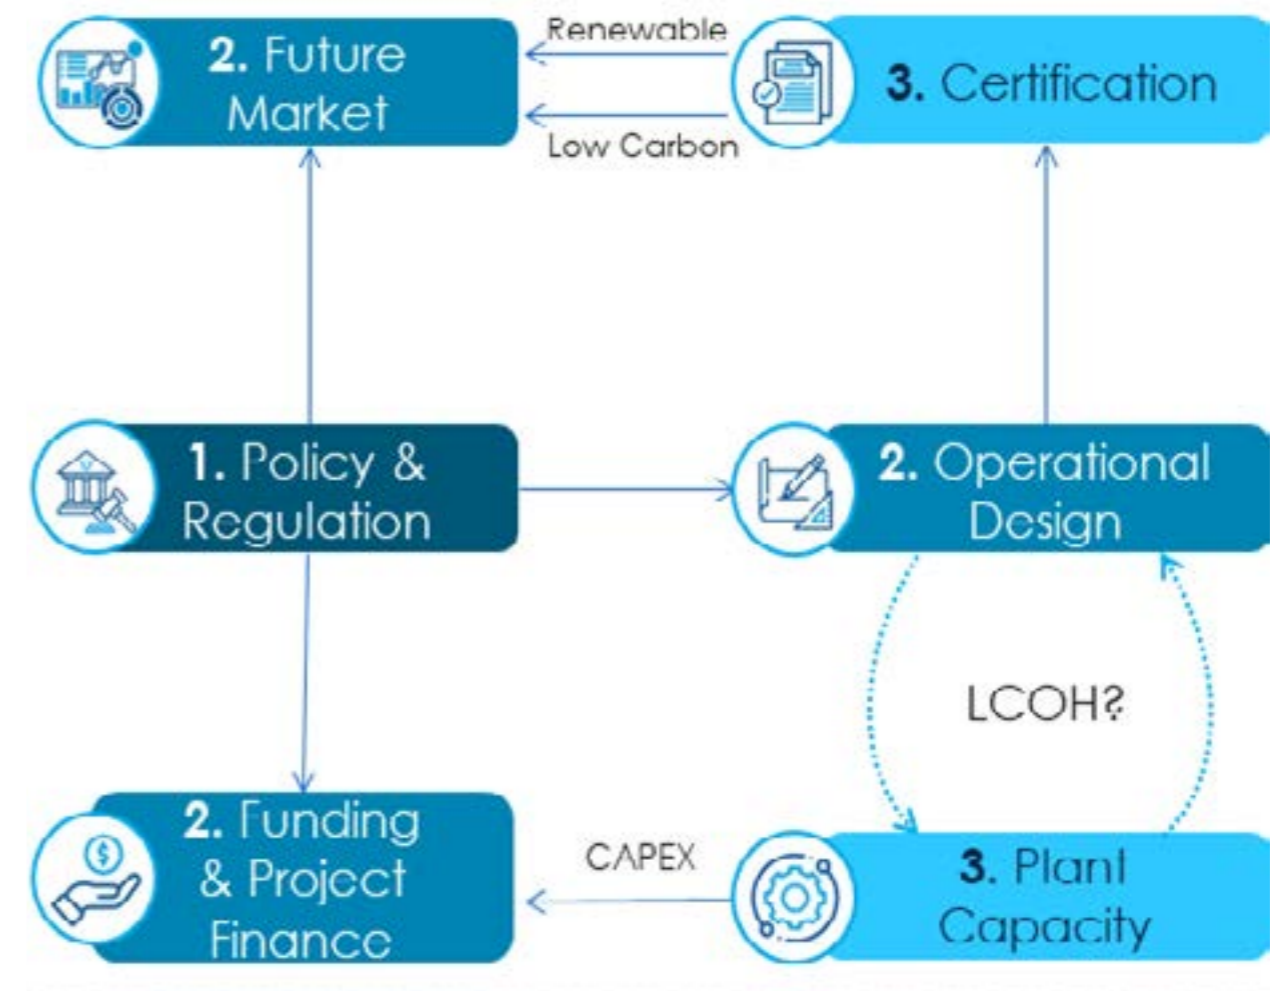 2. Future
Market
Renewable
Low Carbon
3. Certification
1. Policy &
Regulation
2. Operational
Design
LCOH?
2. Funding
& Project
Finance
CAPEX
3. Plant
Capacity